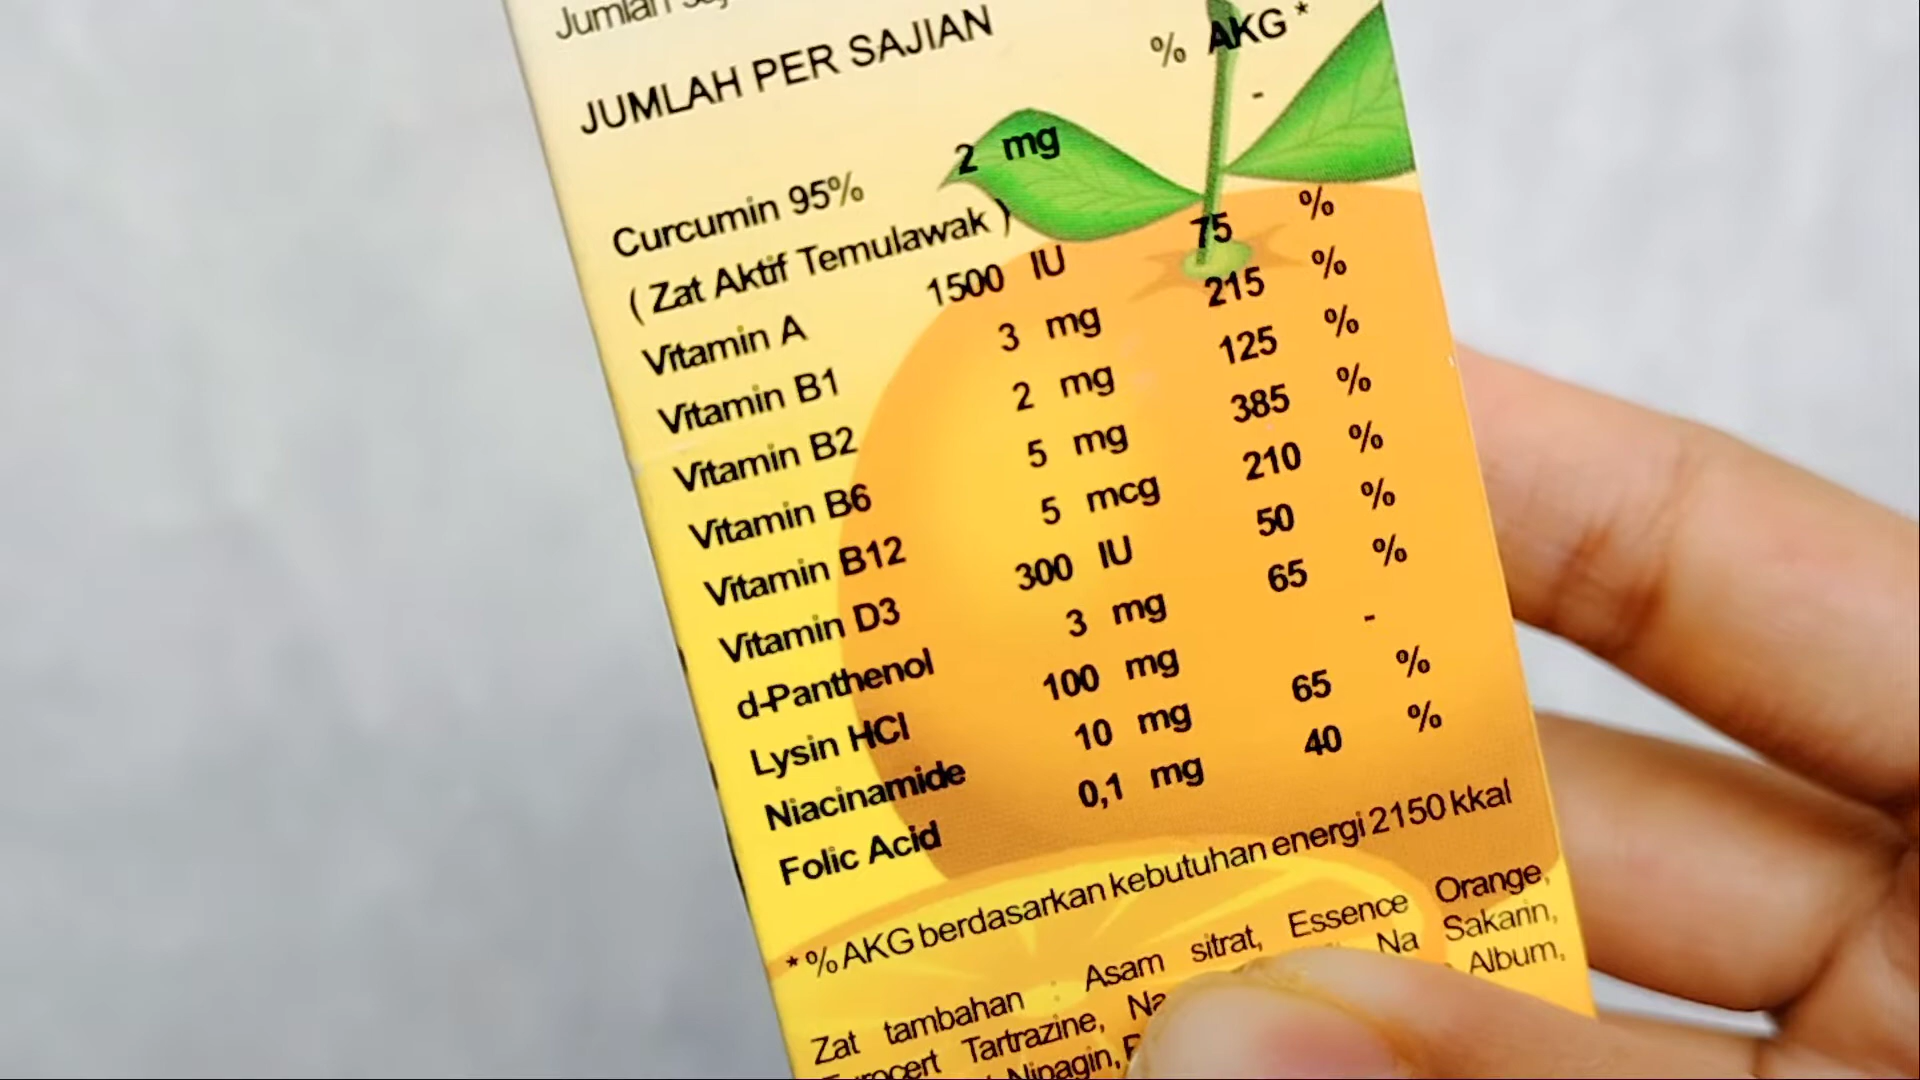 Jumlah
JUMLAH PER SAJIAN % AKG *
Curcumin 95% 2 mg -
( Zat Aktif Temulawak )
Vitamin A 1500 IU 75 %
Vitamin B1 3 mg 215 %
Vitamin B2 2 mg 125 %
Vitamin B6 5 mg 385 %
Vitamin B12 5 mcg 210 %
Vitamin D3 300 IU 50 %
d-Panthenol 3 mg 65 %
Lysin HCl 100 mg -
Niacinamide 10 mg 65 %
Folic Acid 0,1 mg 40 %
* % AKG berdasarkan kebutuhan energi 2150 kkal
Zat tambahan : Asam sitrat, Essence Orange,
Tartrazine, Na Na Sakarin,
Nipagin, Album,